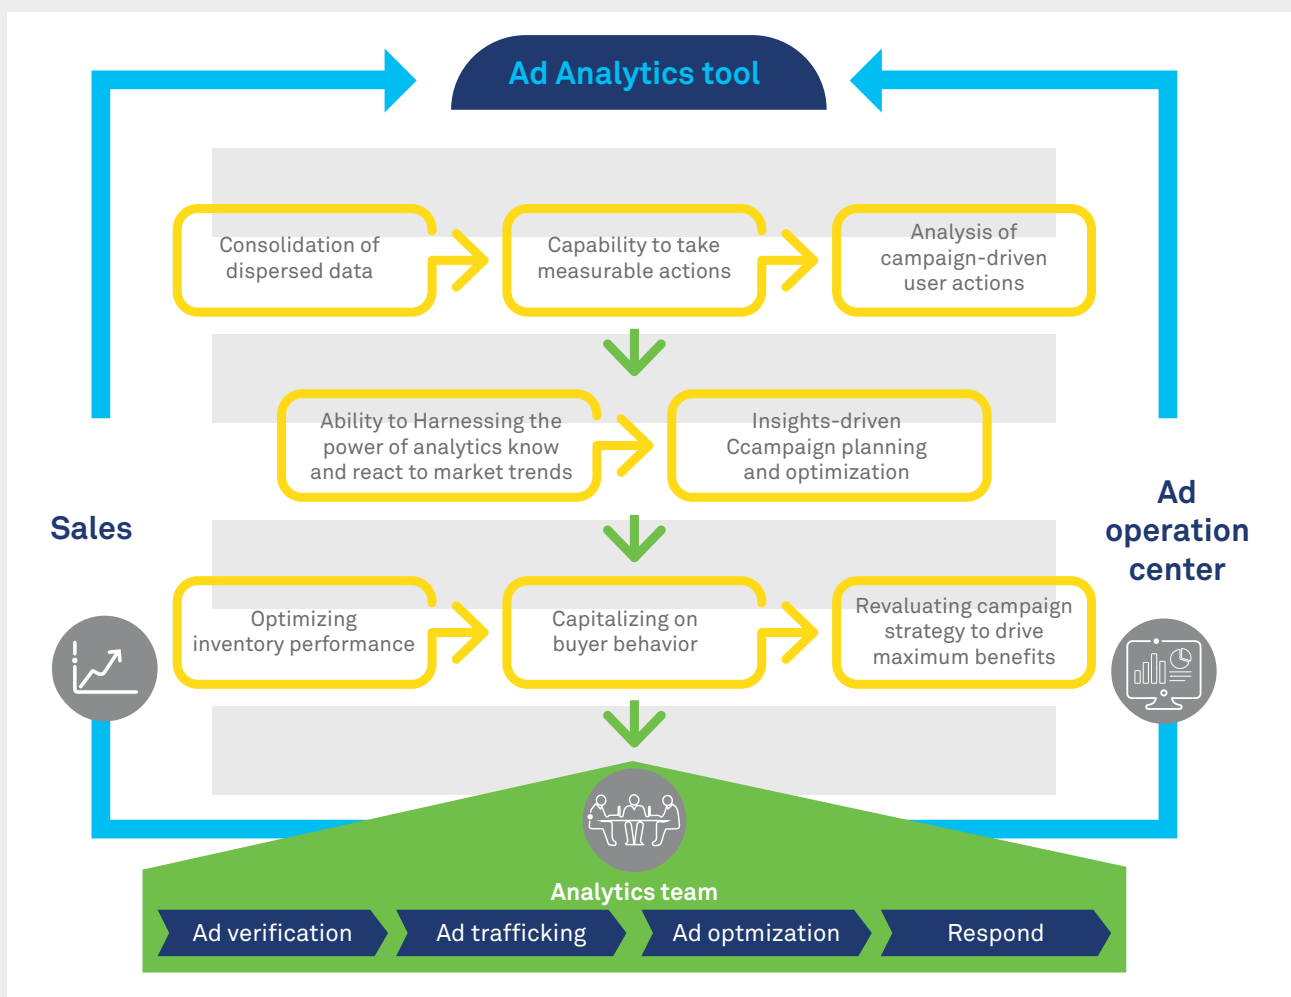 Ad Analytics tool
Consolidation of
dispersed data
Capability to take
measurable actions
Analysis of
campaign-driven
user actions
Ability to Harnessing the
power of analytics know
and react to market trends
Insights-driven
Ccampaign planning
and optimization
Sales
Ad
operation
center
Optimizing
inventory performance
Capitalizing on
buyer behavior
Revaluating campaign
strategy to drive
maximum benefits
Analytics team
Ad verification
Ad trafficking
Ad optmization
Respond